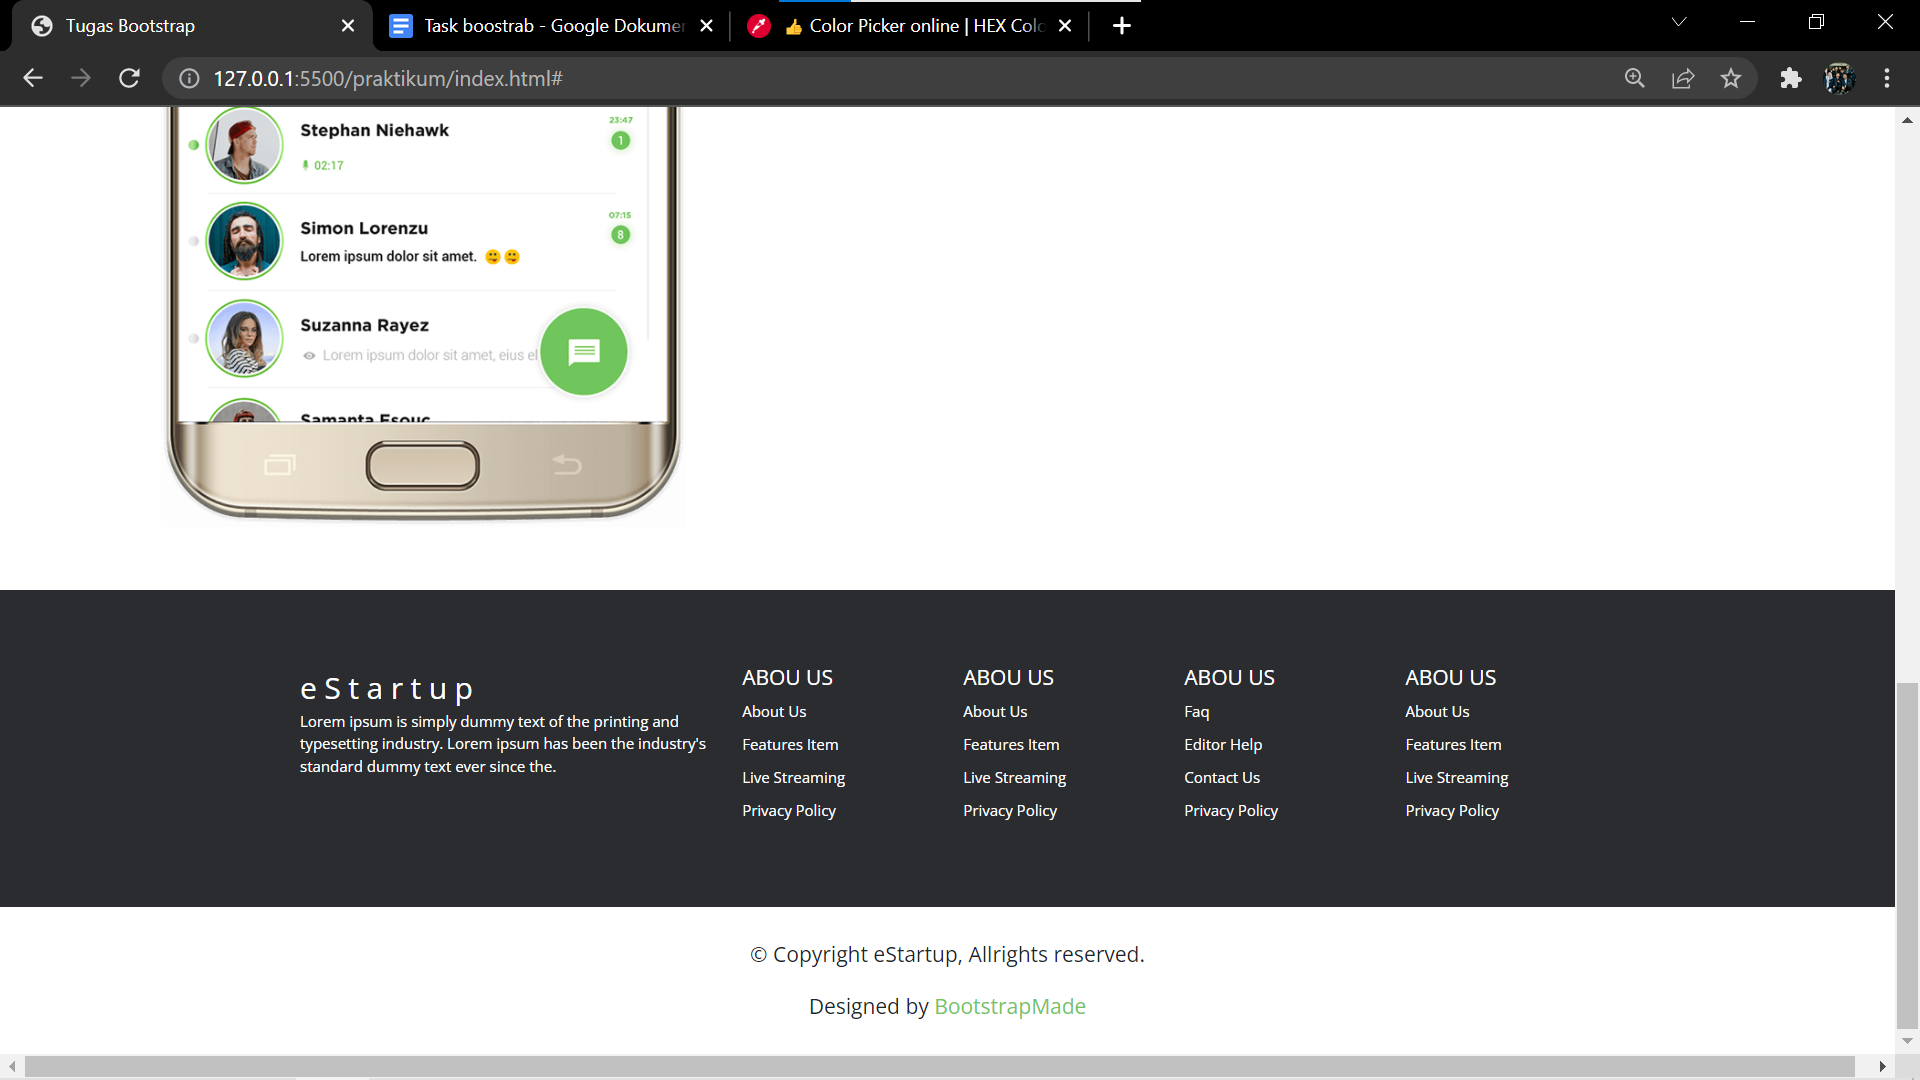 Tugas Bootstrap
Task boostrab - Google Dokumer
👍 Color Picker online | HEX Colo
127.0.0.1:5500/praktikum/index.html#
Stephan Niehawk
23:47
1
02:17
Simon Lorenzu
07:15
8
Lorem ipsum dolor sit amet. 
Suzanna Rayez
Lorem ipsum dolor sit amet, eius el
Samanta Esouc
eStartup
Lorem ipsum is simply dummy text of the printing and
typesetting industry. Lorem ipsum has been the industry's
standard dummy text ever since the.
ABOU US
About Us
Features Item
Live Streaming
Privacy Policy
ABOU US
About Us
Features Item
Live Streaming
Privacy Policy
ABOU US
Faq
Editor Help
Contact Us
Privacy Policy
ABOU US
About Us
Features Item
Live Streaming
Privacy Policy
© Copyright eStartup, Allrights reserved.
Designed by BootstrapMade